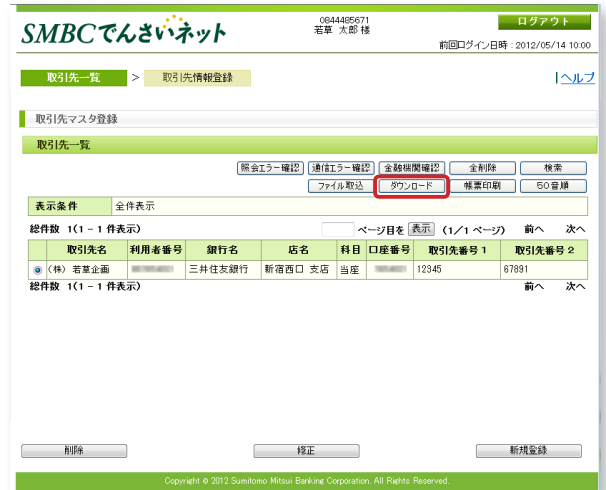 SMBCでんさいネット
0844485671
若草 太郎 様
ログアウト
前回ログイン日時：2012/05/14 10:00
取引先一覧 > 取引先情報登録
ヘルプ
取引先マスタ登録
取引先一覧
照会エラー確認 通信エラー確認 金融機関確認 全削除 検索
ファイル取込 ダウンロード 帳票印刷 50音順
表示条件 全件表示
総件数 1(1 - 1 件表示) ページ目を 表示 (1/1 ページ) 前へ 次へ
取引先名 利用者番号 銀行名 店名 科目 口座番号 取引先番号1 取引先番号2
(株) 若草企画 三井住友銀行 新宿西口 支店 当座 12345 67891
総件数 1(1 - 1 件表示) 前へ 次へ
削除 修正 新規登録
Copyright © 2012 Sumitomo Mitsui Banking Corporation. All Rights Reserved.